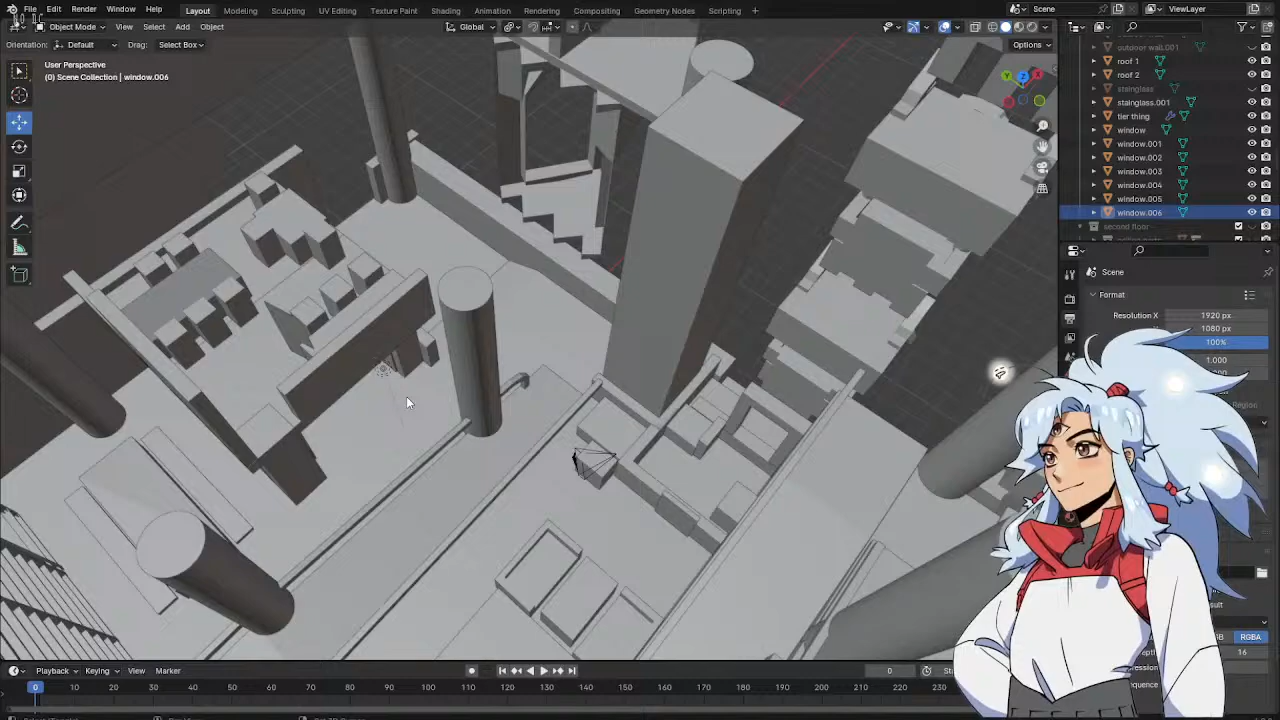 File Edit Render Window Help Layout Modeling Sculpting UV Editing Texture Paint Shading Animation Rendering Compositing Geometry Nodes Scripting + Scene ViewLayer
Object Mode View Select Add Object Global
Orientation: Default Drag: Select Box Options
User Perspective
(0) Scene Collection | window.006
outdoor wall.001
roof 1
roof 2
stainglass
stainglass.001
tier thing
window
window.001
window.002
window.003
window.004
window.005
window.006
second floor
Scene
Format
Resolution X 1920 px
1080 px
100%
1.000
RGBA
16
Playback Keying View Marker 0
0 10 20 30 40 50 60 70 80 90 100 110 120 130 140 150 160 170 180 190 200 210 220 230